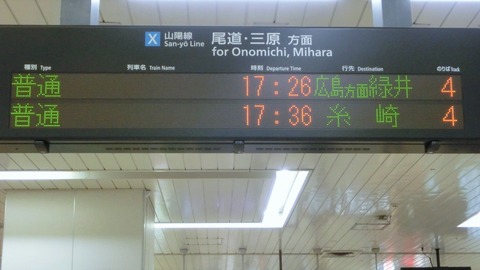 X 山陽線 San-yō Line 尾道・三原 方面 for Onomichi, Mihara
種別 Type 列車名 Train Name 時刻 Departure Time 行先 Destination のりば Track
普通 17:26 広島方面緑井 4
普通 17:36 糸崎 4